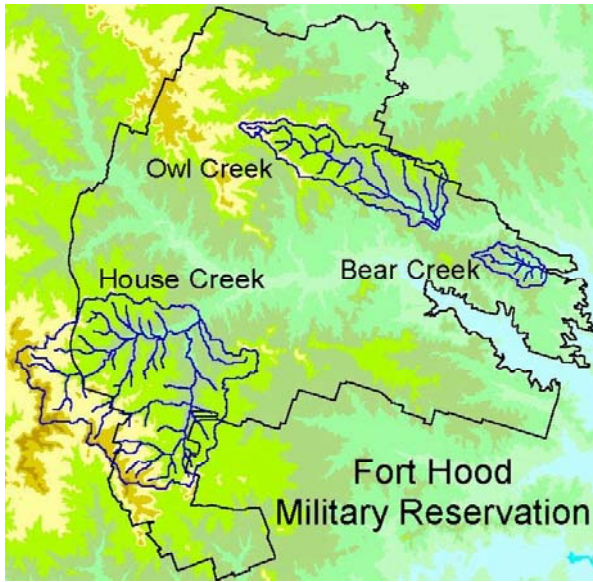 Owl Creek
Bear Creek
House Creek
Fort Hood
Military Reservation